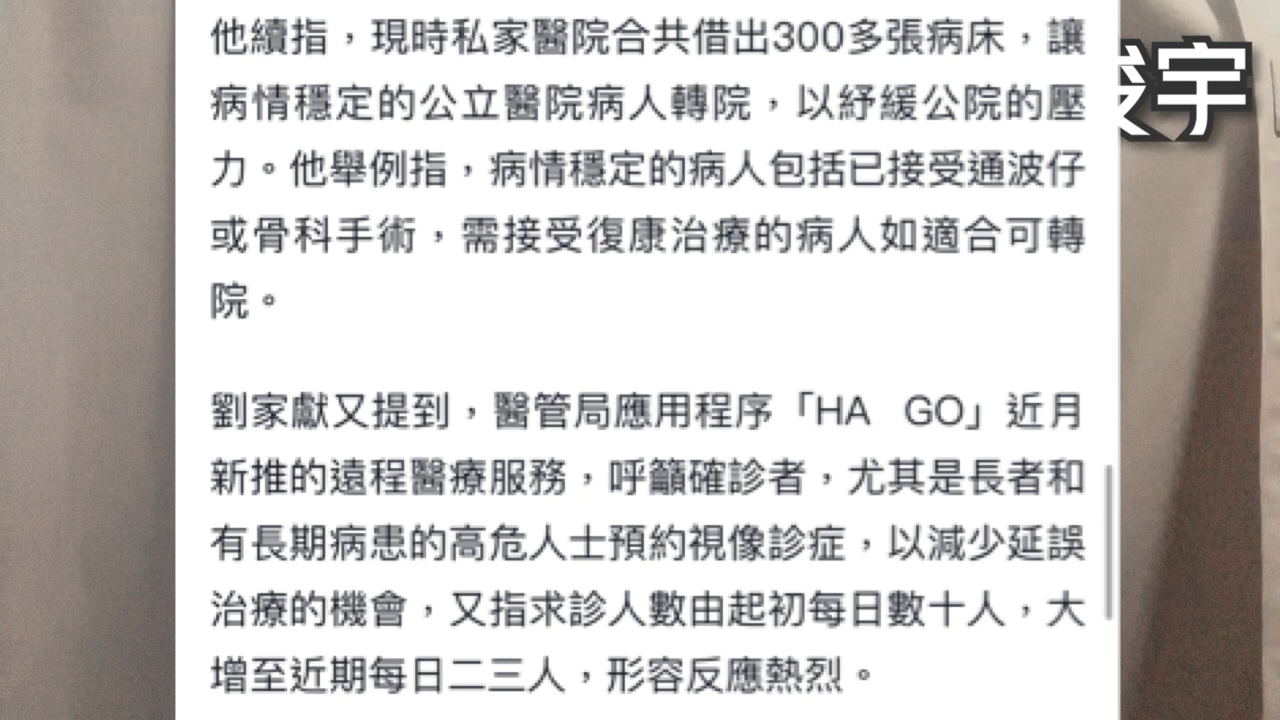 他續指，現時私家醫院合共借出300多張病床，讓
病情穩定的公立醫院病人轉院，以紓緩公院的壓
力。他舉例指，病情穩定的病人包括已接受通波仔
或骨科手術，需接受復康治療的病人如適合可轉
院。
劉家獻又提到，醫管局應用程序「HA GO」近月
新推的遠程醫療服務，呼籲確診者，尤其是長者和
有長期病患的高危人士預約視像診症，以減少延誤
治療的機會，又指求診人數由起初每日數十人，大
增至近期每日二三人，形容反應熱烈。
宇